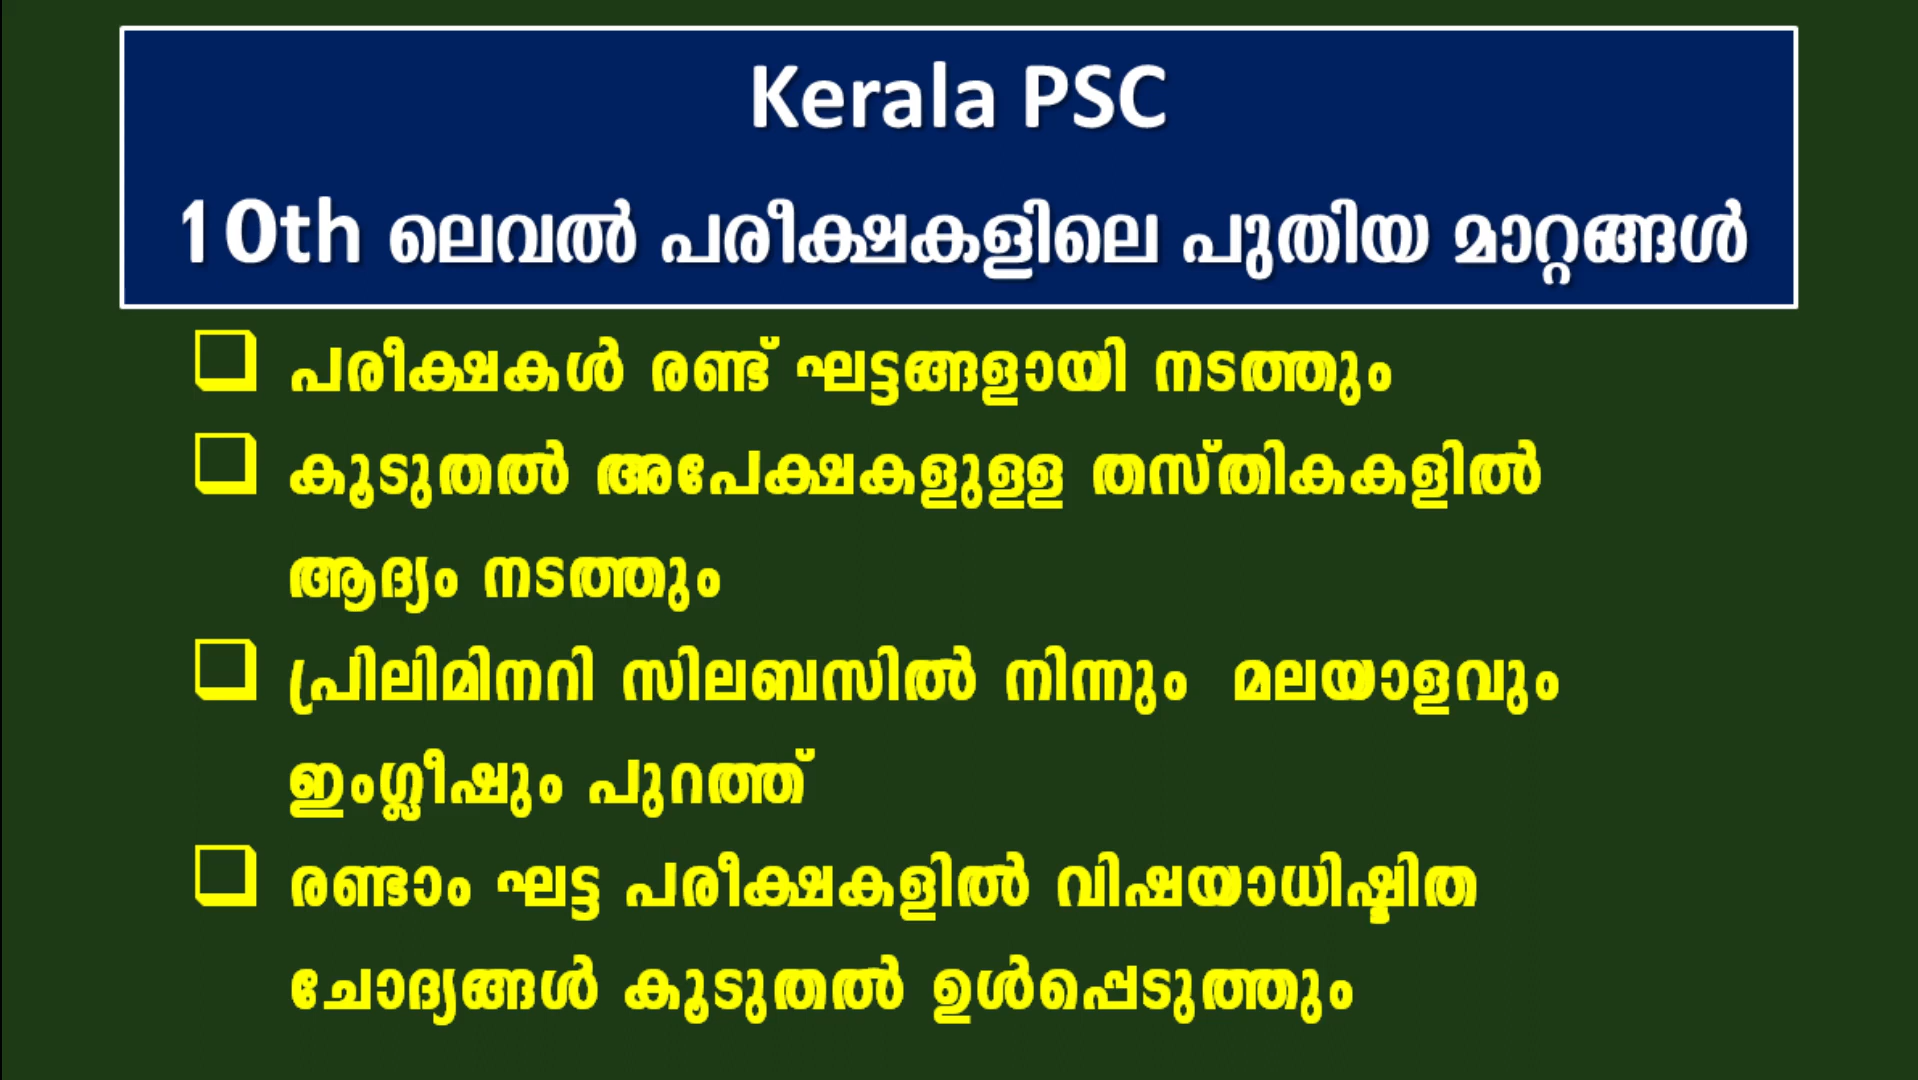 Kerala PSC
10th ലെവൽ പരീക്ഷകളിലെ പുതിയ മാറ്റങ്ങൾ
പരീക്ഷകൾ രണ്ട് ഘട്ടങ്ങളായി നടത്തും
കൂടുതൽ അപേക്ഷകളുള്ള തസ്തികകളിൽ
ആദ്യം നടത്തും
പ്രിലിമിനറി സിലബസിൽ നിന്നും മലയാളവും
ഇംഗ്ലീഷും പുറത്ത്
രണ്ടാം ഘട്ട പരീക്ഷകളിൽ വിഷയാധിഷ്ടിത
ചോദ്യങ്ങൾ കൂടുതൽ ഉൾപ്പെടുത്തും